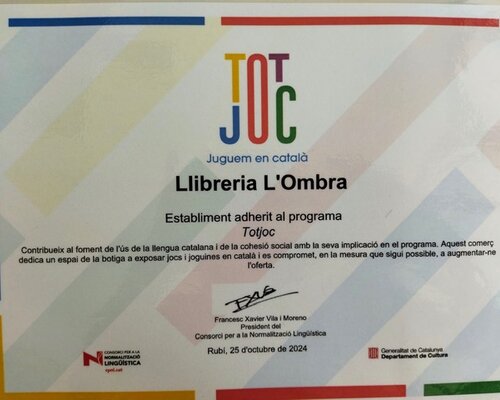 TOT
JOC
Juguem en català
Llibreria L'Ombra
Establiment adherit al programa
Totjoc
Contribueix al foment de l'ús de la llengua catalana i de la cohesió social amb la seva implicació en el programa. Aquest comerç
dedica un espai de la botiga a exposar jocs i joguines en català i es compromet, en la mesura que sigui possible, a augmentar-ne
l'oferta.
Francesc Xavier Vila i Moreno
President del
Consorci per a la Normalització Lingüística
Rubí, 25 d'octubre de 2024
CONSORCI PER A LA
NORMALITZACIÓ
LINGÜÍSTICA
cpnl.cat
Generalitat de Catalunya
Departament de Cultura